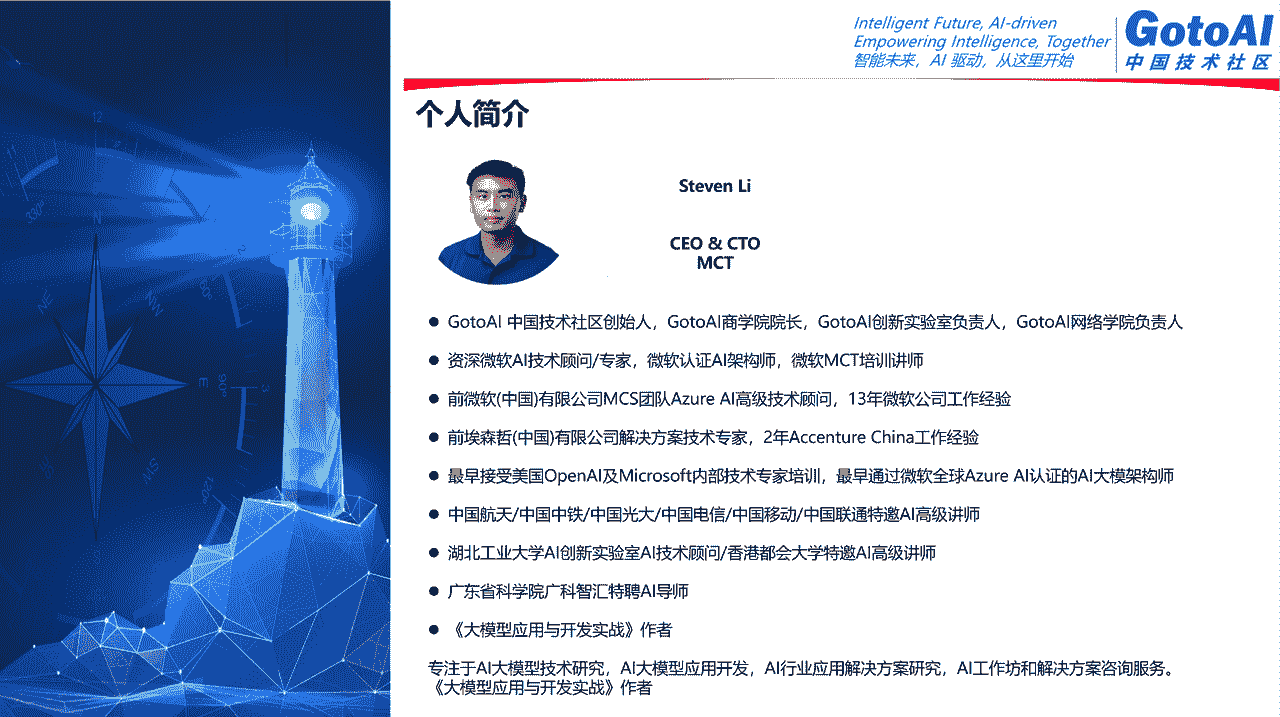 Intelligent Future, AI-driven
Empowering Intelligence, Together
智能未来，AI 驱动，从这里开始
GotoAI
中国技术社区
个人简介
Steven Li
CEO & CTO
MCT
GotoAI 中国技术社区创始人，GotoAI商学院院长，GotoAI创新实验室负责人，GotoAI网络学院负责人
资深微软AI技术顾问/专家，微软认证AI架构师，微软MCT培训讲师
前微软(中国)有限公司MCS团队Azure AI高级技术顾问，13年微软公司工作经验
前埃森哲(中国)有限公司解决方案技术专家，2年Accenture China工作经验
最早接受美国OpenAI及Microsoft内部技术专家培训，最早通过微软全球Azure AI认证的AI大模架构师
中国航天/中国中铁/中国光大/中国电信/中国移动/中国联通特邀AI高级讲师
湖北工业大学AI创新实验室AI技术顾问/香港都会大学特邀AI高级讲师
广东省科学院广科智汇特聘AI导师
《大模型应用与开发实战》作者
专注于AI大模型技术研究，AI大模型应用开发，AI行业应用解决方案研究，AI工作坊和解决方案咨询服务。
《大模型应用与开发实战》作者
12
11
330°
N
NE
NW
E
3
90°
60°
120°
SW